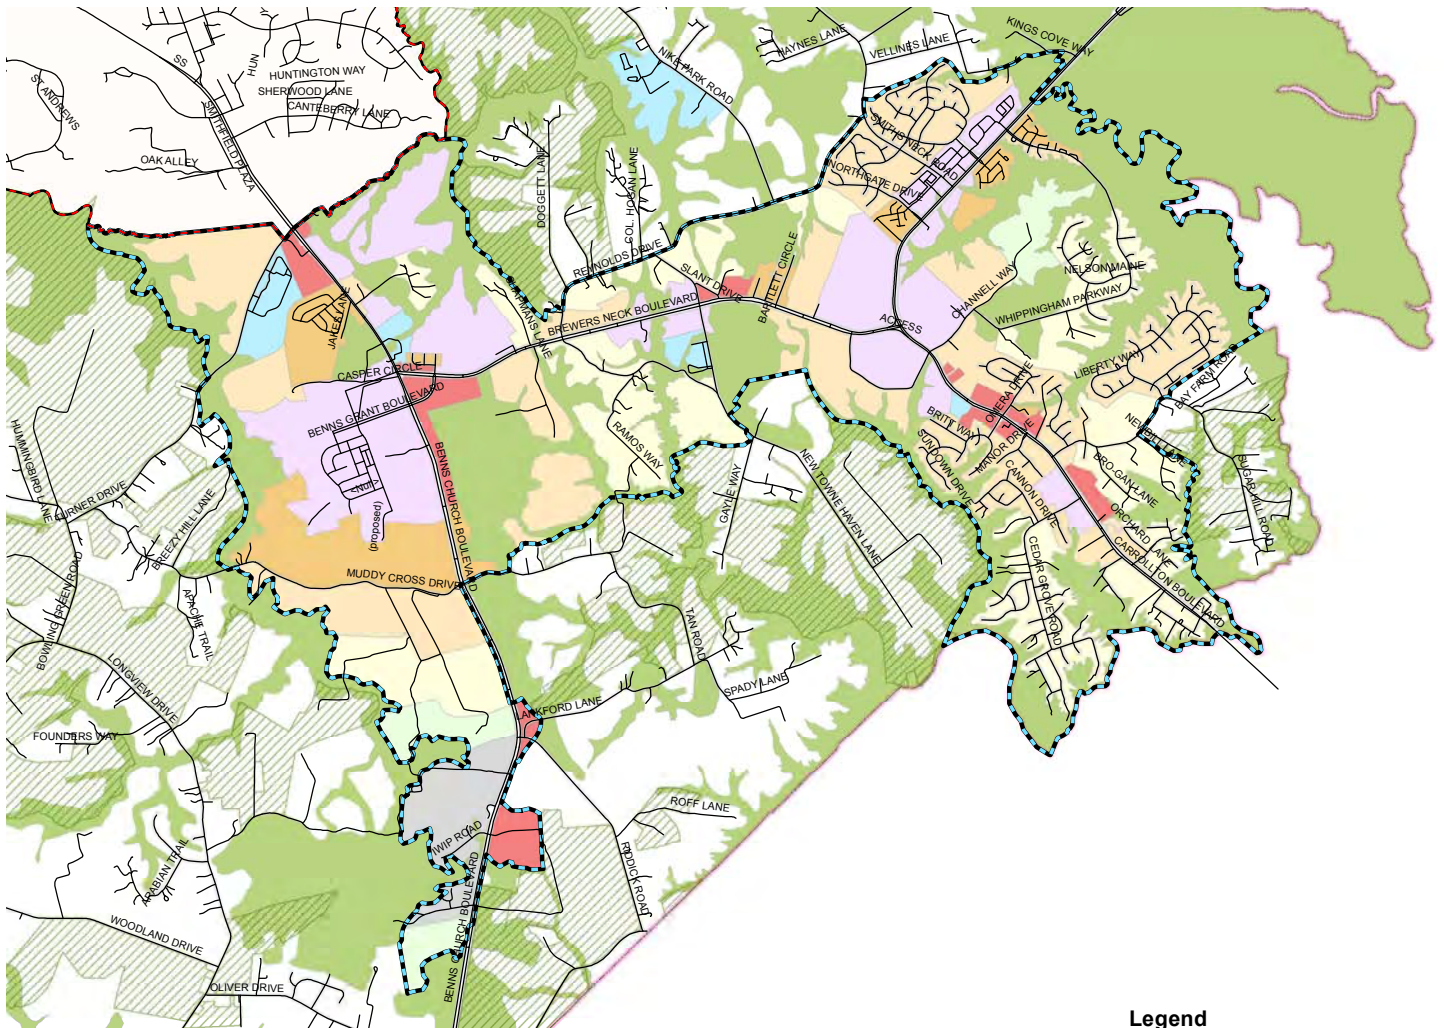 KINGS COVE WAY
HAYNES LANE
VELLINES LANE
SS
HUN
NIKE PARK ROAD
HUNTINGTON WAY
ST ANDREWS
SHERWOOD LANE
CANTEBERRY LANE
SMITHFIELD PLAZA
SMITHS NECK ROAD
OAK ALLEY
NORTHGATE DRIVE
DOGGETT LANE
COL. HOGAN LANE
REYNOLDS DRIVE
SLANT DRIVE
BARTLETT CIRCLE
CHANNELL WAY
NELSON MAINE
WHIPPINGHAM PARKWAY
JAKES LANE
BREWERS NECK BOULEVARD
ACCESS
LIBERTY WAY
BAY FARM ROAD
CASPER CIRCLE
BENNS GRANT BOULEVARD
OMERA DRIVE
BRITT WAY
MANOR DRIVE
SUNDOWN DRIVE
RAMOS WAY
HUMMINGBIRD LANE
TURNER DRIVE
BENNS CHURCH BOULEVARD
GAYLE WAY
NEW TOWNE HAVEN LANE
CANNON DRIVE
BRO-GAN LANE
SUGAR HILL ROAD
<Null>
(proposed)
BREEZY HILL LANE
ORCHARD LANE
CARROLLTON BOULEVARD
CEDAR GROVE ROAD
MUDDY CROSS DRIVE
BOWLING GREEN ROAD
APACHE TRAIL
TAN ROAD
LONGVIEW DRIVE
SPADY LANE
LANKFORD LANE
FOUNDERS WAY
ROFF LANE
IWIP ROAD
RIDDICK ROAD
ARABIAN TRAIL
BENNS CHURCH BOULEVARD
WOODLAND DRIVE
OLIVER DRIVE
Legend